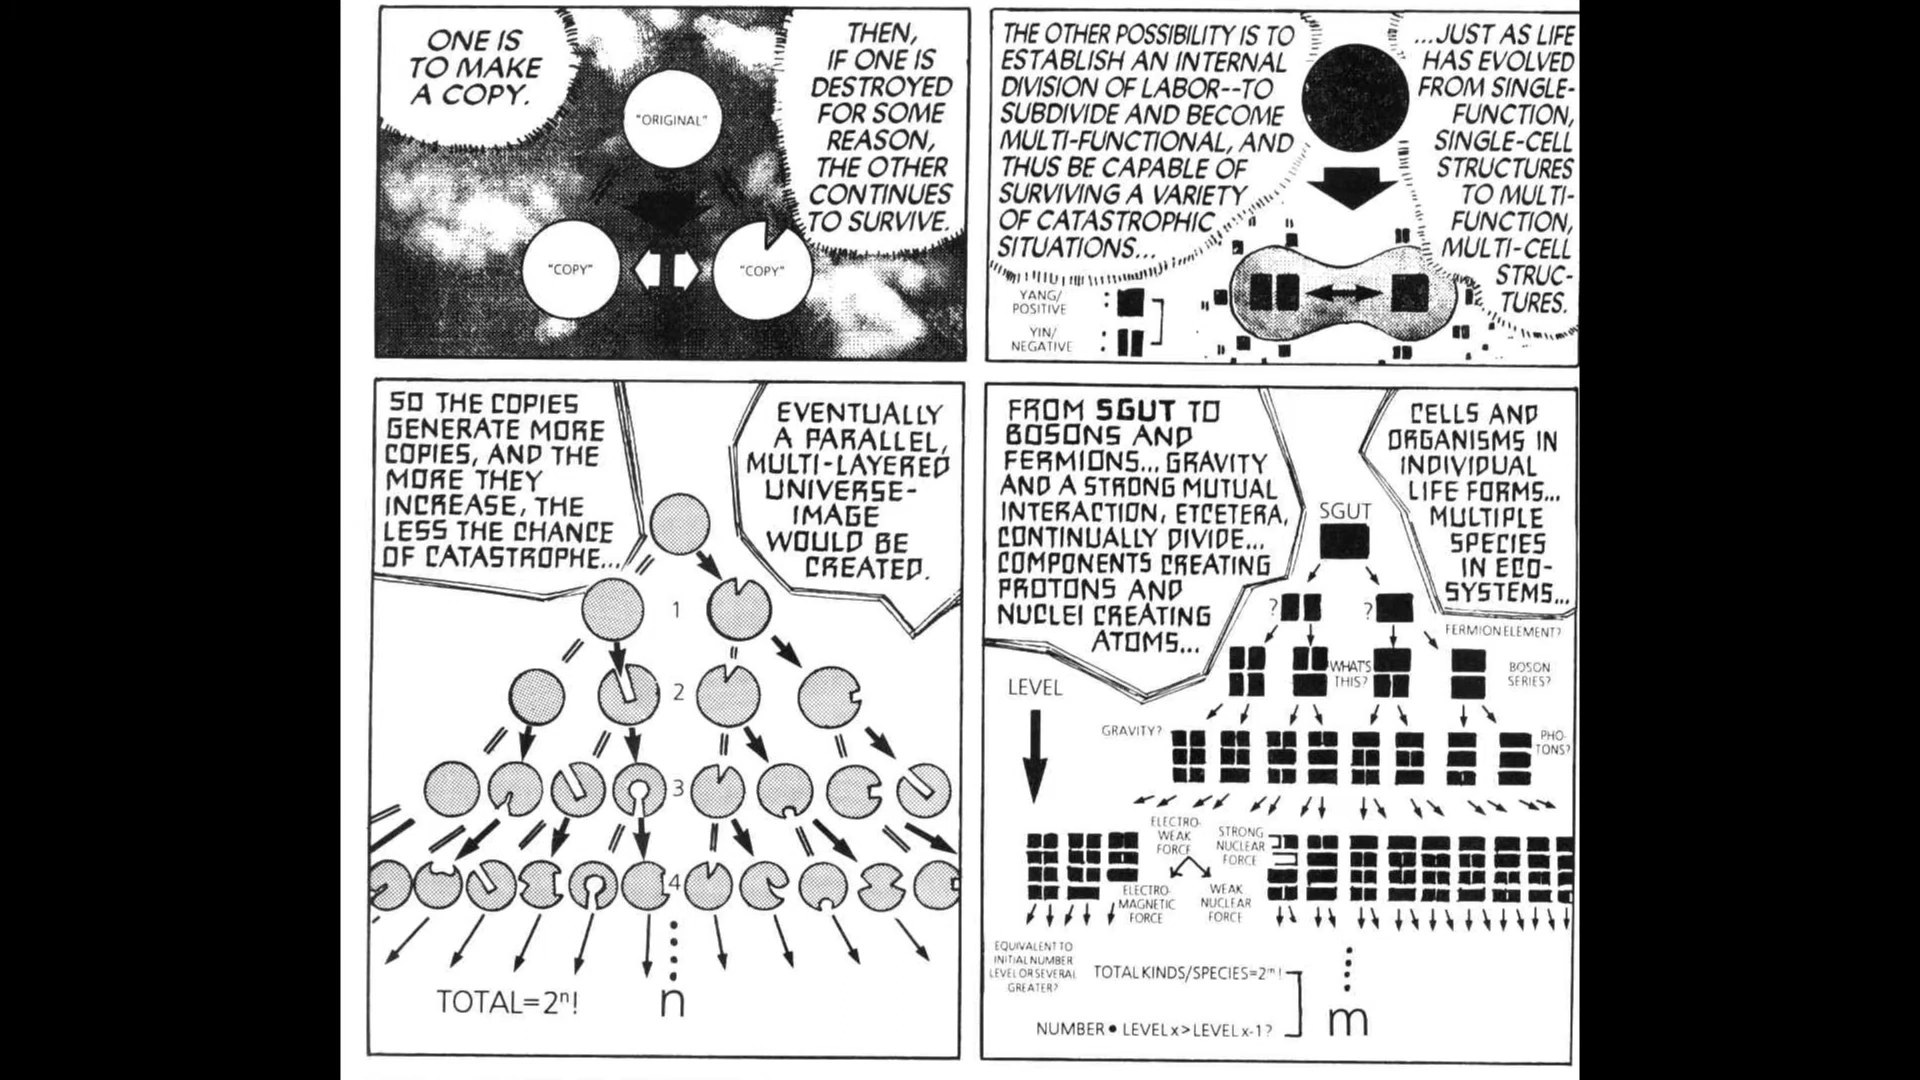 ONE IS
TO MAKE
A COPY.
"ORIGINAL"
THEN,
IF ONE IS
DESTROYED
FOR SOME
REASON,
THE OTHER
CONTINUES
TO SURVIVE.
"COPY"
"COPY"
THE OTHER POSSIBILITY IS TO
ESTABLISH AN INTERNAL
DIVISION OF LABOR--TO
SUBDIVIDE AND BECOME
MULTI-FUNCTIONAL, AND
THUS BE CAPABLE OF
SURVIVING A VARIETY
OF CATASTROPHIC
SITUATIONS...
...JUST AS LIFE
HAS EVOLVED
FROM SINGLE-
FUNCTION,
SINGLE-CELL
STRUCTURES
TO MULTI-
FUNCTION,
MULTI-CELL
STRUC-
TURES.
YANG/
POSITIVE :
YIN/
NEGATIVE :
SO THE COPIES
GENERATE MORE
COPIES, AND THE
MORE THEY
INCREASE, THE
LESS THE CHANCE
OF CATASTROPHE...
EVENTUALLY
A PARALLEL,
MULTI-LAYERED
UNIVERSE-
IMAGE
WOULD BE
CREATED.
1
2
3
4
n
TOTAL=2ⁿ!
FROM SGUT TO
BOSONS AND
FERMIONS... GRAVITY
AND A STRONG MUTUAL
INTERACTION, ETCETERA,
CONTINUALLY DIVIDE...
COMPONENTS CREATING
PROTONS AND
NUCLEI CREATING
ATOMS...
CELLS AND
ORGANISMS IN
INDIVIDUAL
LIFE FORMS...
MULTIPLE
SPECIES
IN ECO-
SYSTEMS...
SGUT
? ?
FERMION ELEMENT?
WHAT'S
THIS?
BOSON
SERIES?
LEVEL
GRAVITY?
PHO-
TONS?
ELECTRO-
WEAK
FORCE
STRONG
NUCLEAR
FORCE
ELECTRO-
MAGNETIC
FORCE
WEAK
NUCLEAR
FORCE
EQUIVALENT TO
INITIAL NUMBER
LEVEL OR SEVERAL
GREATER?
TOTAL KINDS/SPECIES=2ᵐ!
NUMBER • LEVEL x > LEVEL x-1?
m